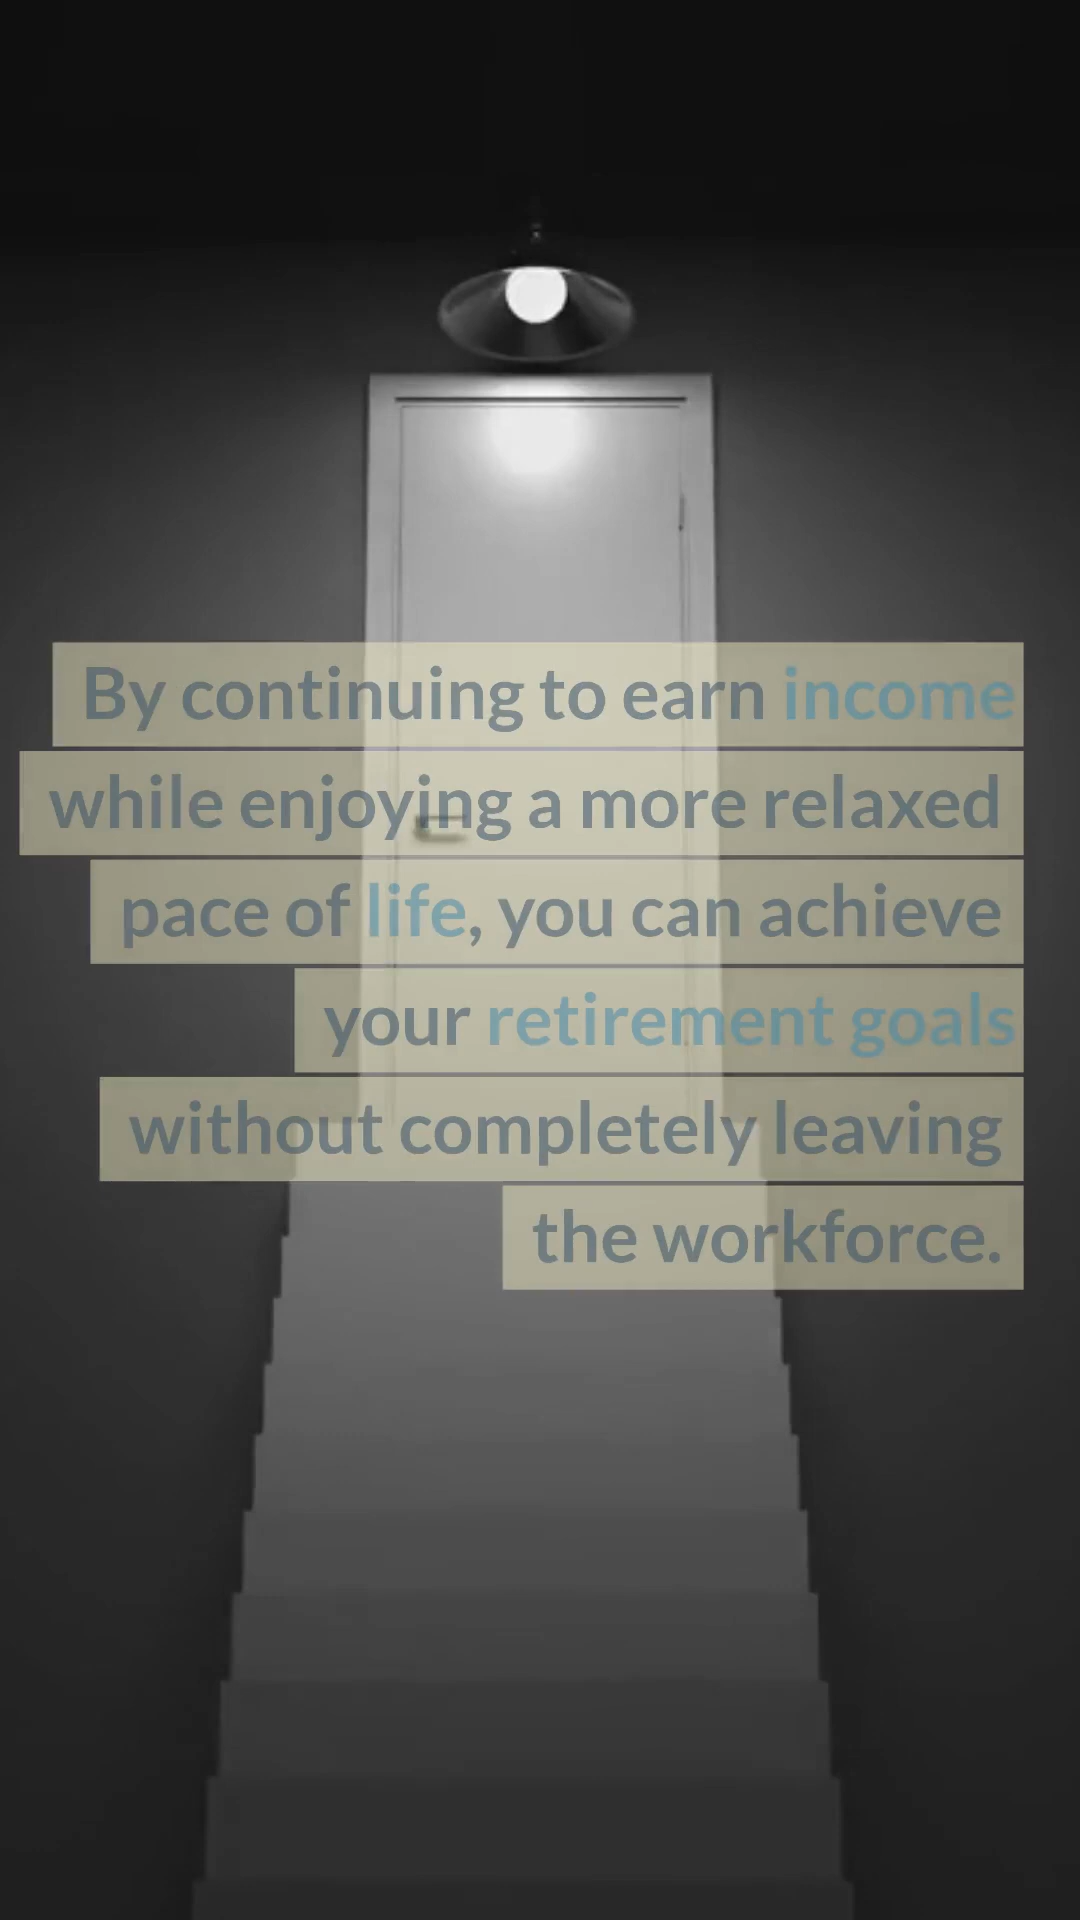 By continuing to earn income
while enjoying a more relaxed
pace of life, you can achieve
your retirement goals
without completely leaving
the workforce.